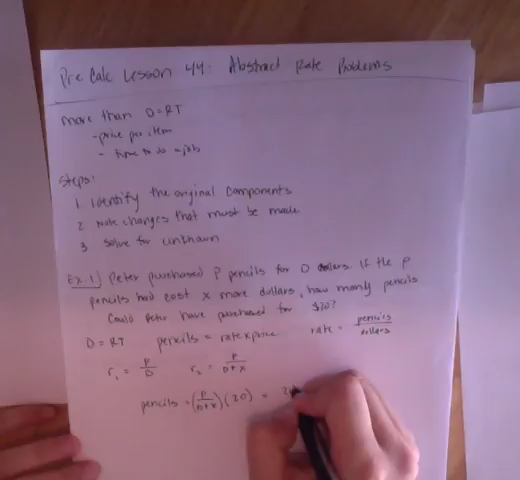 Pre Calc Lesson 44: Abstract Rate Problems
more than D=RT
- price per item
- time to do a job
Steps:
1 Identify the original components
2 Note changes that must be made
3 Solve for unknown
Ex. 1) Peter purchased P pencils for D dollars. If the P
pencils had cost x more dollars, how many pencils
Could Peter have purchased for $20?
D = RT pencils = rate x price rate = pencils/dollars
r₁ = P/D r₂ = P/(D+x)
pencils = (P/(D+x))(20) =